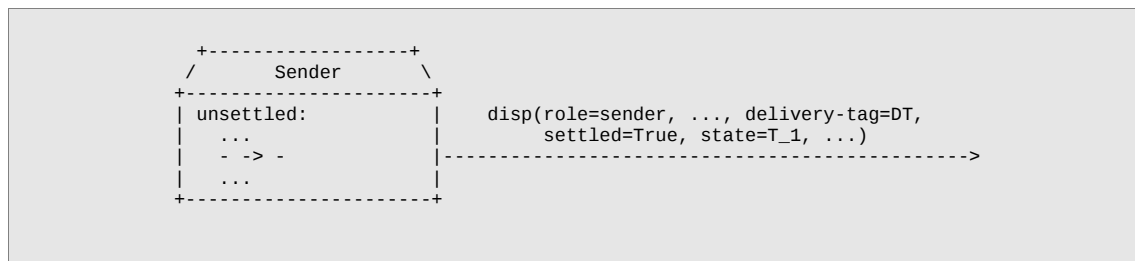 +------------------+
/ Sender \
+----------------------+
| unsettled: | disp(role=sender, ..., delivery-tag=DT,
| ... | settled=True, state=T_1, ...)
| - -> - |----------------------------------------------->
| ... |
+----------------------+